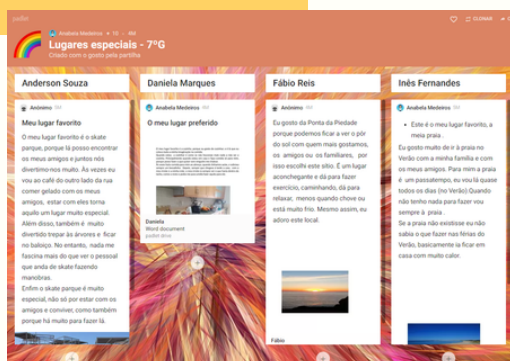 padlet
CLONAR
Anabela Medeiros • 10 • 4M
Lugares especiais - 7ºG
Criado com o gosto pela partilha
Anderson Souza
Anónimo
Meu lugar favorito
O meu lugar favorito é o skate
parque, porque lá posso encontrar
os meus amigos e juntos nós
divertimo-nos muito. Às vezes eu
vou ao café do outro lado da rua
comer gelado com os meus
amigos, estar com eles torna
aquilo um lugar muito especial.
Além disso, também é muito
divertido trepar às árvores e ficar
no baloiço. No entanto, nada me
fascina mais do que ver o pessoal
que anda de skate fazendo
manobras.
Enfim o skate parque é muito
especial, não só por estar com os
amigos e conviver, como também
porque há muito para fazer lá.
Daniela Marques
Anabela Medeiros
O meu lugar preferido
Daniela
Word document
padlet drive
Fábio Reis
Anónimo
Eu gosto da Ponta da Piedade
porque podemos ficar a ver o pôr
do sol com quem mais gostamos,
os amigos ou os familiares, por
isso escolhi este sítio. É um lugar
aconchegante e dá para fazer
exercício, caminhando, dá para
relaxar, menos quando chove ou
está muito frio. Mesmo assim, eu
adoro este local.
Fábio
Inês Fernandes
Anabela Medeiros
• Este é o meu lugar favorito, a
meia praia .
Eu gosto muito de ir à praia no
Verão com a minha família e com
os meus amigos. Para mim a praia
é um passatempo, eu vou lá quase
todos os dias (no Verão).Quando
não tenho nada para fazer vou
sempre à praia .
Se a praia não existisse eu não
sabia o que fazer nas férias do
Verão, basicamente ia ficar em
casa com muito calor.